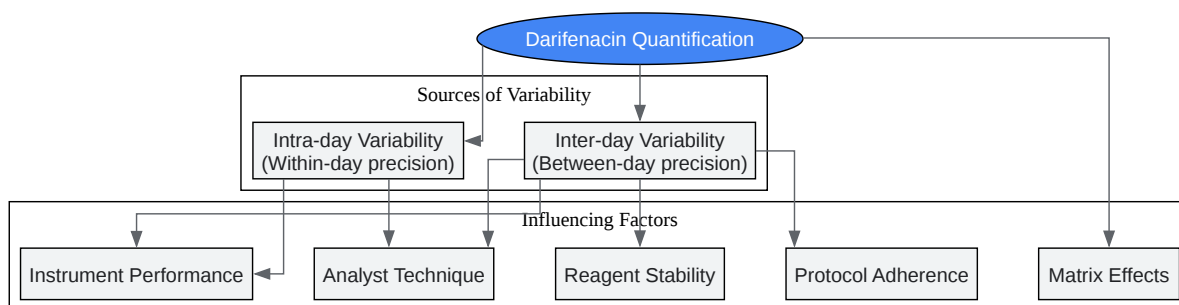 Darifenacin Quantification
Sources of Variability
Intra-day Variability
(Within-day precision)
Inter-day Variability
(Between-day precision)
Influencing Factors
Instrument Performance
Analyst Technique
Reagent Stability
Protocol Adherence
Matrix Effects